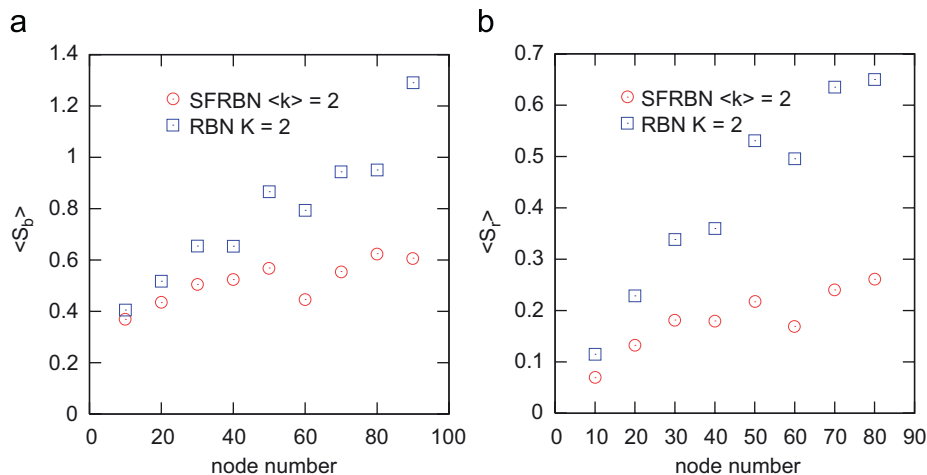 a
1.4
1.2
1
0.8
0.6
0.4
0.2
0
0 20 40 60 80 100
node number
<S_b>
SFRBN <k> = 2
RBN K = 2
b
0.7
0.6
0.5
0.4
0.3
0.2
0.1
0
0 10 20 30 40 50 60 70 80 90
node number
<S_r>
SFRBN <k> = 2
RBN K = 2